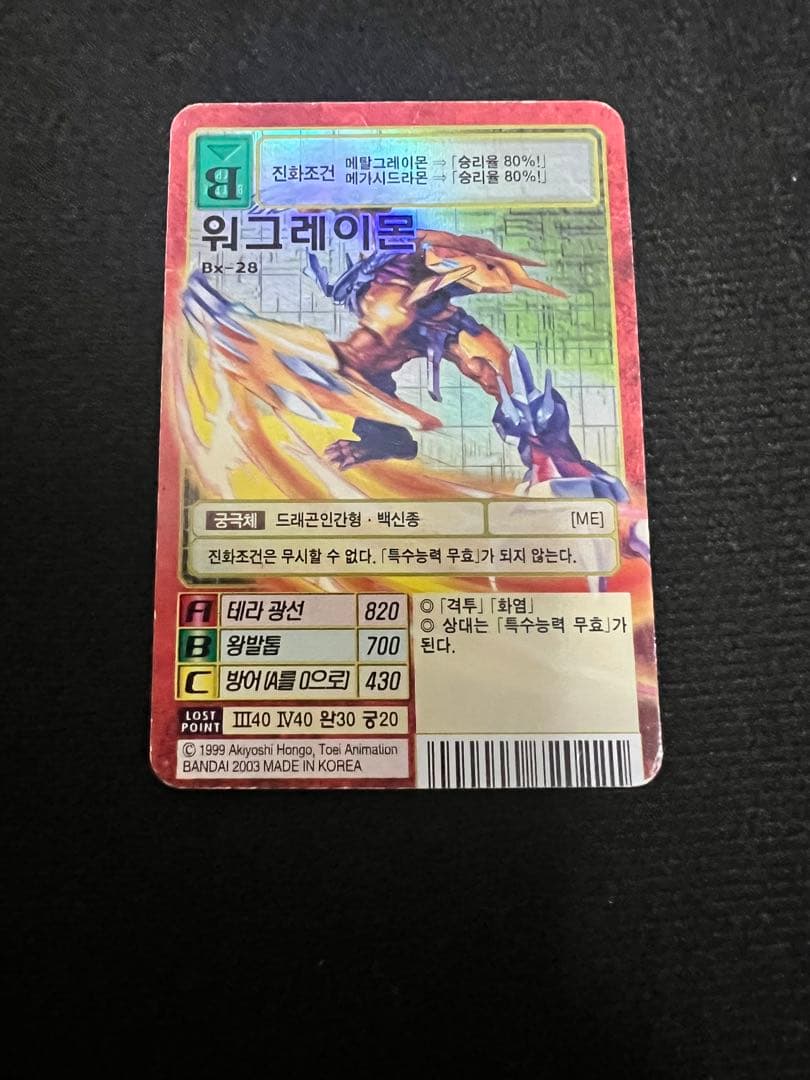 B
진화조건
메탈그레이몬 ⇒ 「승리율 80%!」
메가시드라몬 ⇒ 「승리율 80%!」
워그레이몬
Bx-28
궁극체 드래곤인간형・백신종 [ME]
진화조건은 무시할 수 없다. 「특수능력 무효」가 되지 않는다.
A 테라 광선 820
B 왕발톱 700
C 방어 (A를 0으로) 430
LOST POINT Ⅲ40 Ⅳ40 완30 궁20
◎ 「격투」 「화염」
◎ 상대는 「특수능력 무효」가
된다.
Ⓒ 1999 Akiyoshi Hongo, Toei Animation
BANDAI 2003 MADE IN KOREA